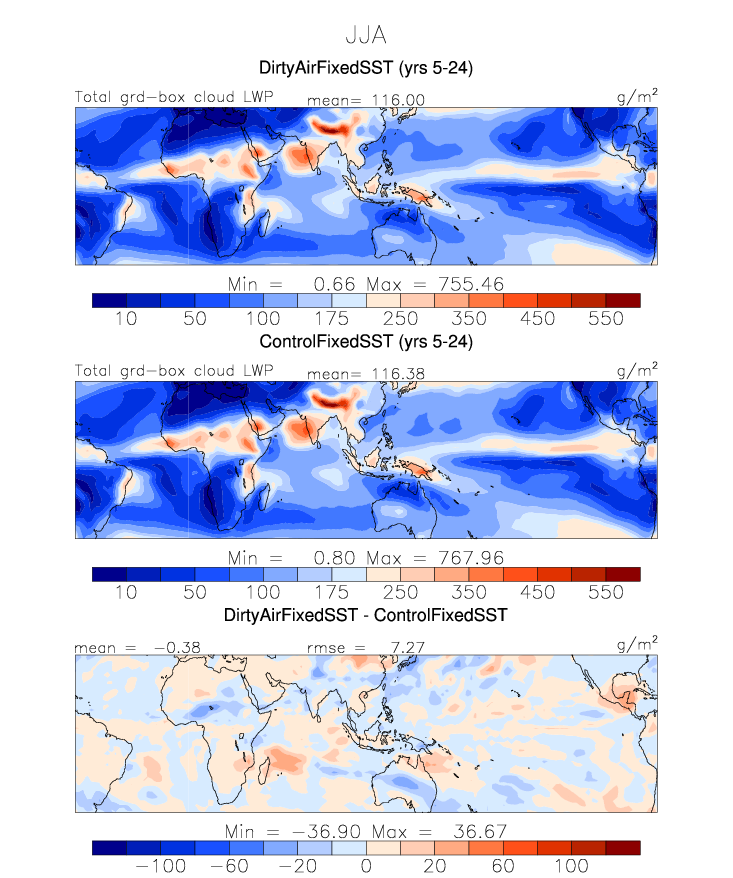 JJA
DirtyAirFixedSST (yrs 5-24)
Total grd-box cloud LWP mean= 116.00 g/m²
Min = 0.66 Max = 755.46
10 50 100 175 250 350 450 550
ControlFixedSST (yrs 5-24)
Total grd-box cloud LWP mean= 116.38 g/m²
Min = 0.80 Max = 767.96
10 50 100 175 250 350 450 550
DirtyAirFixedSST - ControlFixedSST
mean = -0.38 rmse = 7.27 g/m²
Min = -36.90 Max = 36.67
-100 -60 -20 0 20 60 100